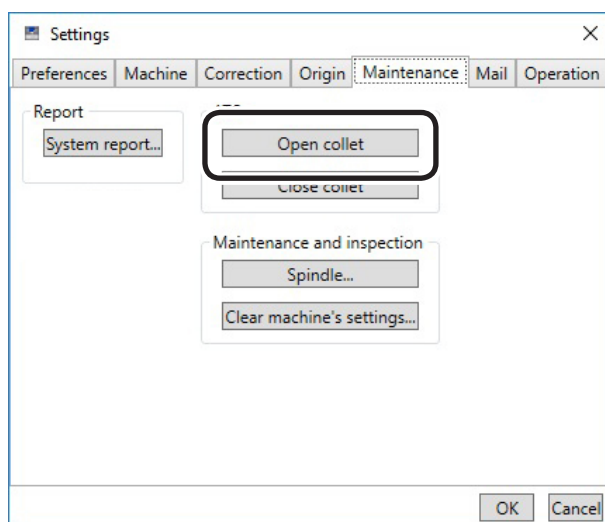 Settings
Preferences Machine Correction Origin Maintenance Mail Operation
Report
System report...
Open collet
Close collet
Maintenance and inspection
Spindle...
Clear machine's settings...
OK Cancel